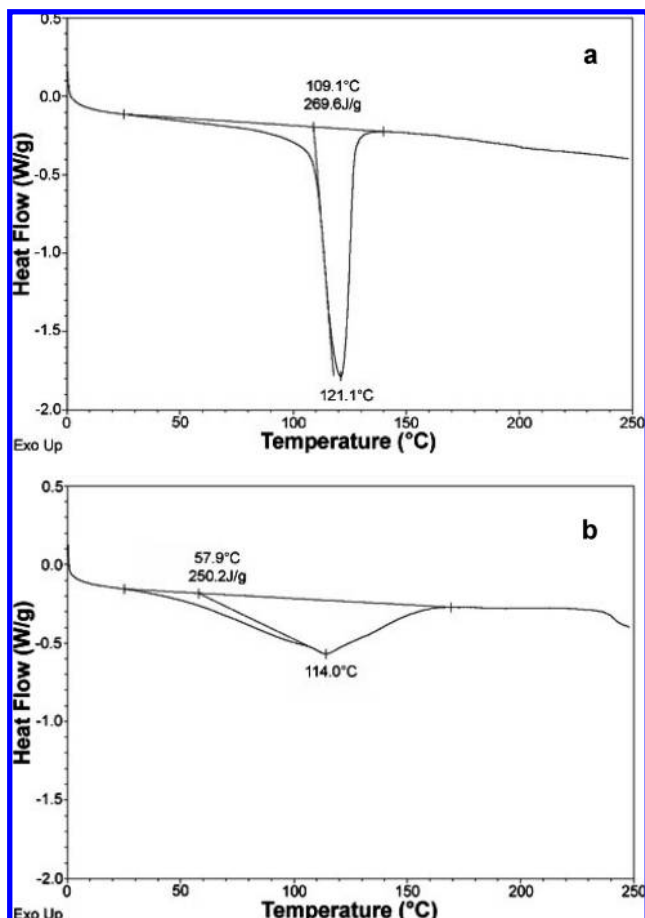 0.5
a
109.1°C
269.6J/g
0.0
-0.5
-1.0
-1.5
-2.0
Heat Flow (W/g)
121.1°C
0 50 100 150 200 250
Exo Up
Temperature (°C)
0.5
b
57.9°C
250.2J/g
0.0
-0.5
-1.0
-1.5
-2.0
Heat Flow (W/g)
114.0°C
0 50 100 150 200 250
Exo Up
Temperature (°C)